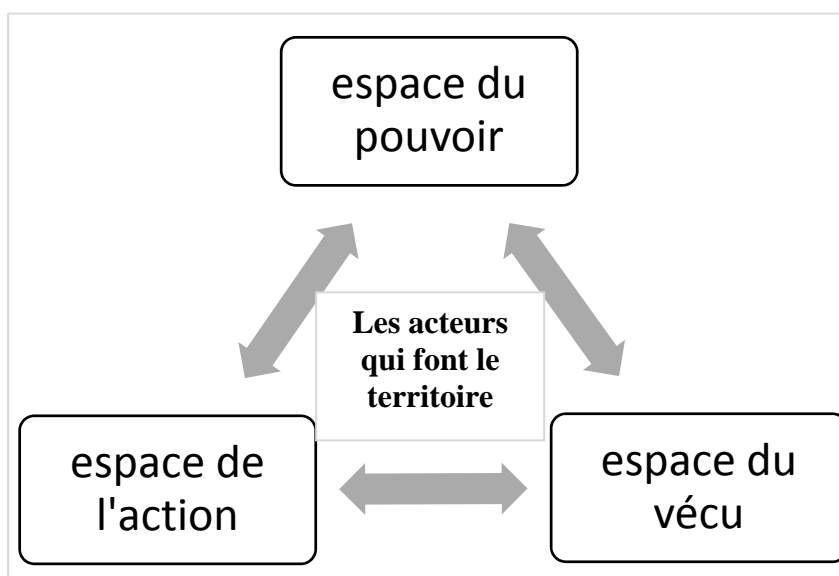 espace du
pouvoir
Les acteurs
qui font le
territoire
espace de
l'action
espace du
vécu